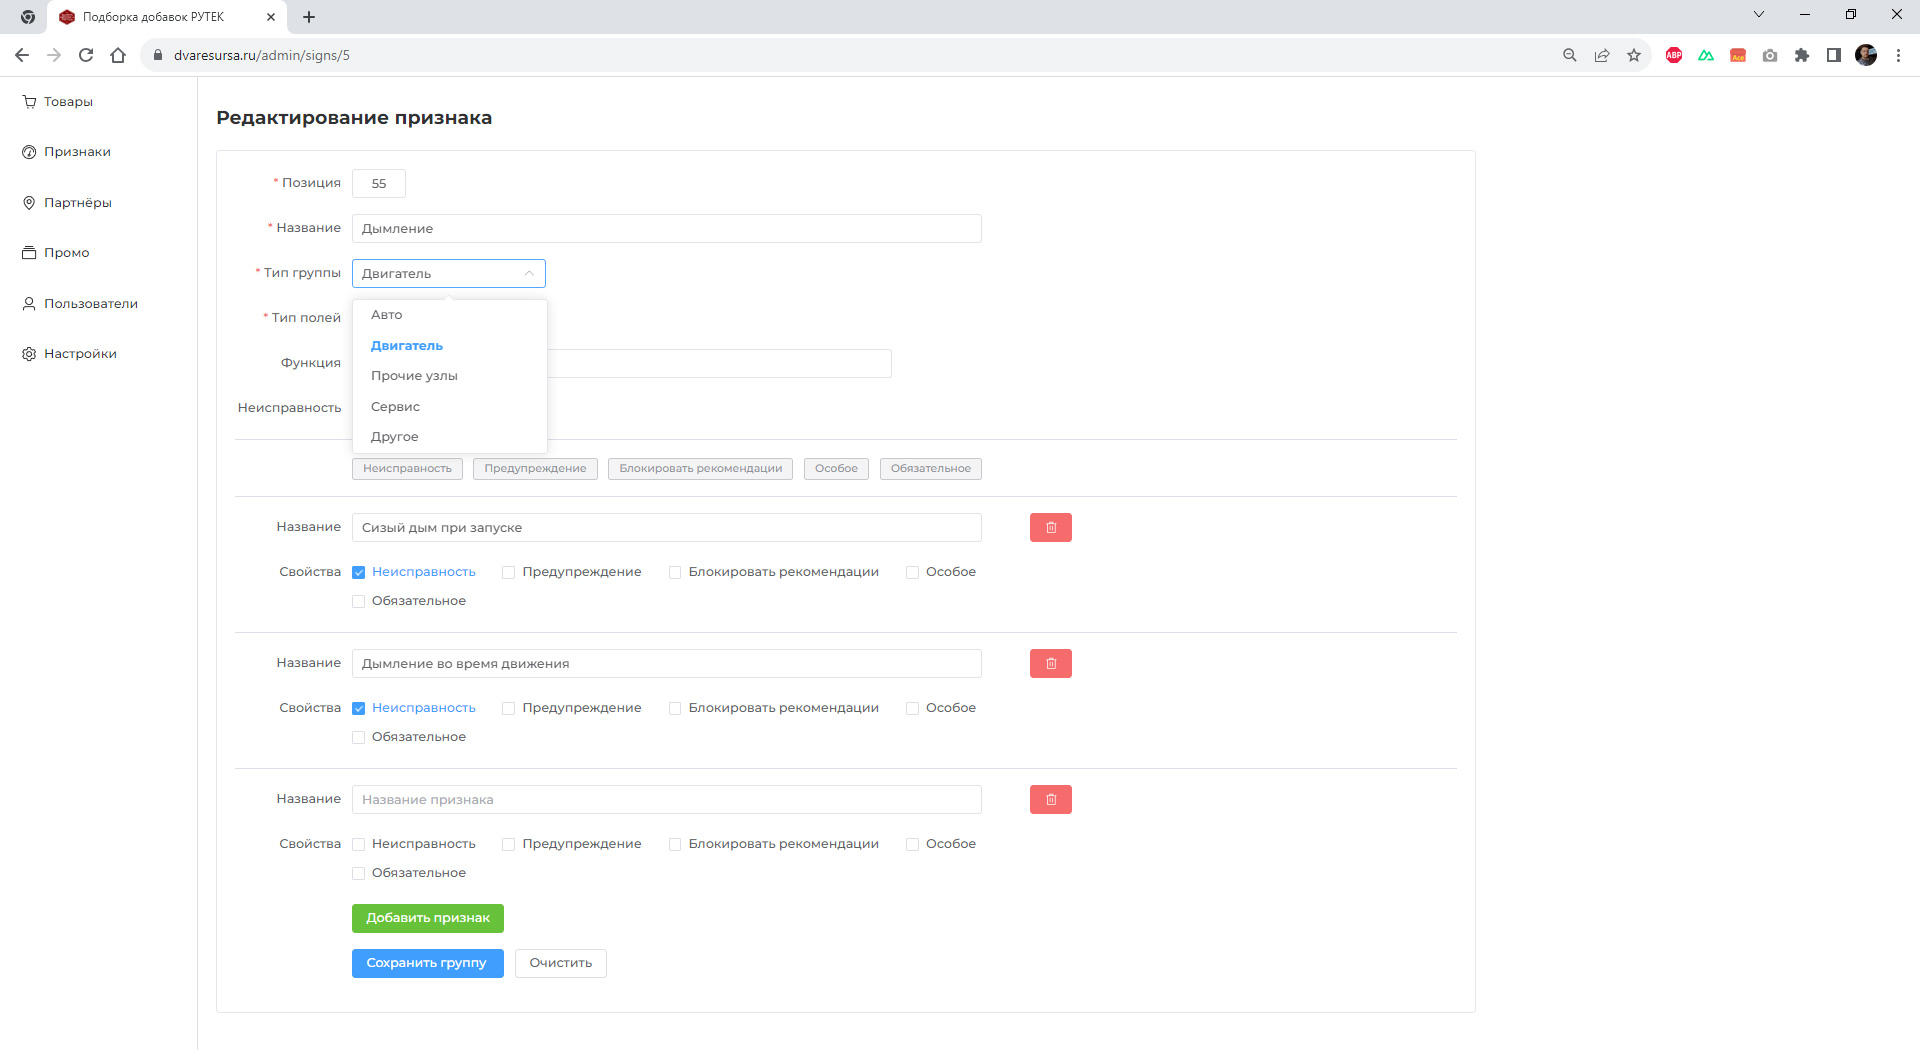 Подборка добавок РУТЕК
dvaresursa.ru/admin/signs/5
ABP
Ace
Товары
Признаки
Партнёры
Промо
Пользователи
Настройки
Редактирование признака
* Позиция 55
* Название Дымление
* Тип группы Двигатель
* Тип полей
Авто
Двигатель
Прочие узлы
Сервис
Другое
Функция
Неисправность
Неисправность Предупреждение Блокировать рекомендации Особое Обязательное
Название Сизый дым при запуске
Свойства Неисправность Предупреждение Блокировать рекомендации Особое
Обязательное
Название Дымление во время движения
Свойства Неисправность Предупреждение Блокировать рекомендации Особое
Обязательное
Название Название признака
Свойства Неисправность Предупреждение Блокировать рекомендации Особое
Обязательное
Добавить признак
Сохранить группу Очистить